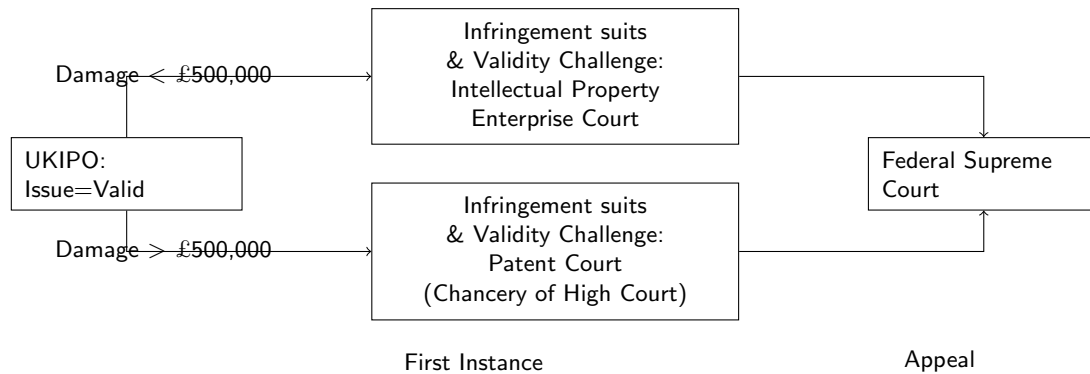 Infringement suits
& Validity Challenge:
Intellectual Property
Enterprise Court
Damage < £500,000
UKIPO:
Issue=Valid
Federal Supreme
Court
Damage > £500,000
Infringement suits
& Validity Challenge:
Patent Court
(Chancery of High Court)
First Instance
Appeal